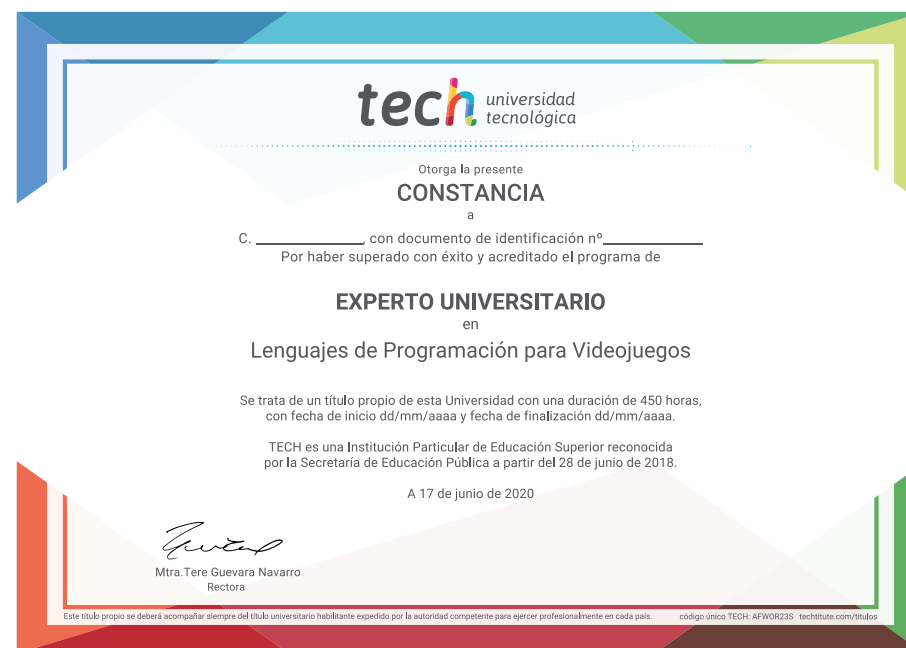 tech universidad
tecnológica
Otorga la presente
CONSTANCIA
a
C. ______________, con documento de identificación nº______________
Por haber superado con éxito y acreditado el programa de
EXPERTO UNIVERSITARIO
en
Lenguajes de Programación para Videojuegos
Se trata de un título propio de esta Universidad con una duración de 450 horas,
con fecha de inicio dd/mm/aaaa y fecha de finalización dd/mm/aaaa.
TECH es una Institución Particular de Educación Superior reconocida
por la Secretaría de Educación Pública a partir del 28 de junio de 2018.
A 17 de junio de 2020
Mtra.Tere Guevara Navarro
Rectora
Este título propio se deberá acompañar siempre del título universitario habilitante expedido por la autoridad competente para ejercer profesionalmente en cada país. código único TECH: AFWOR23S techtitute.com/titulos